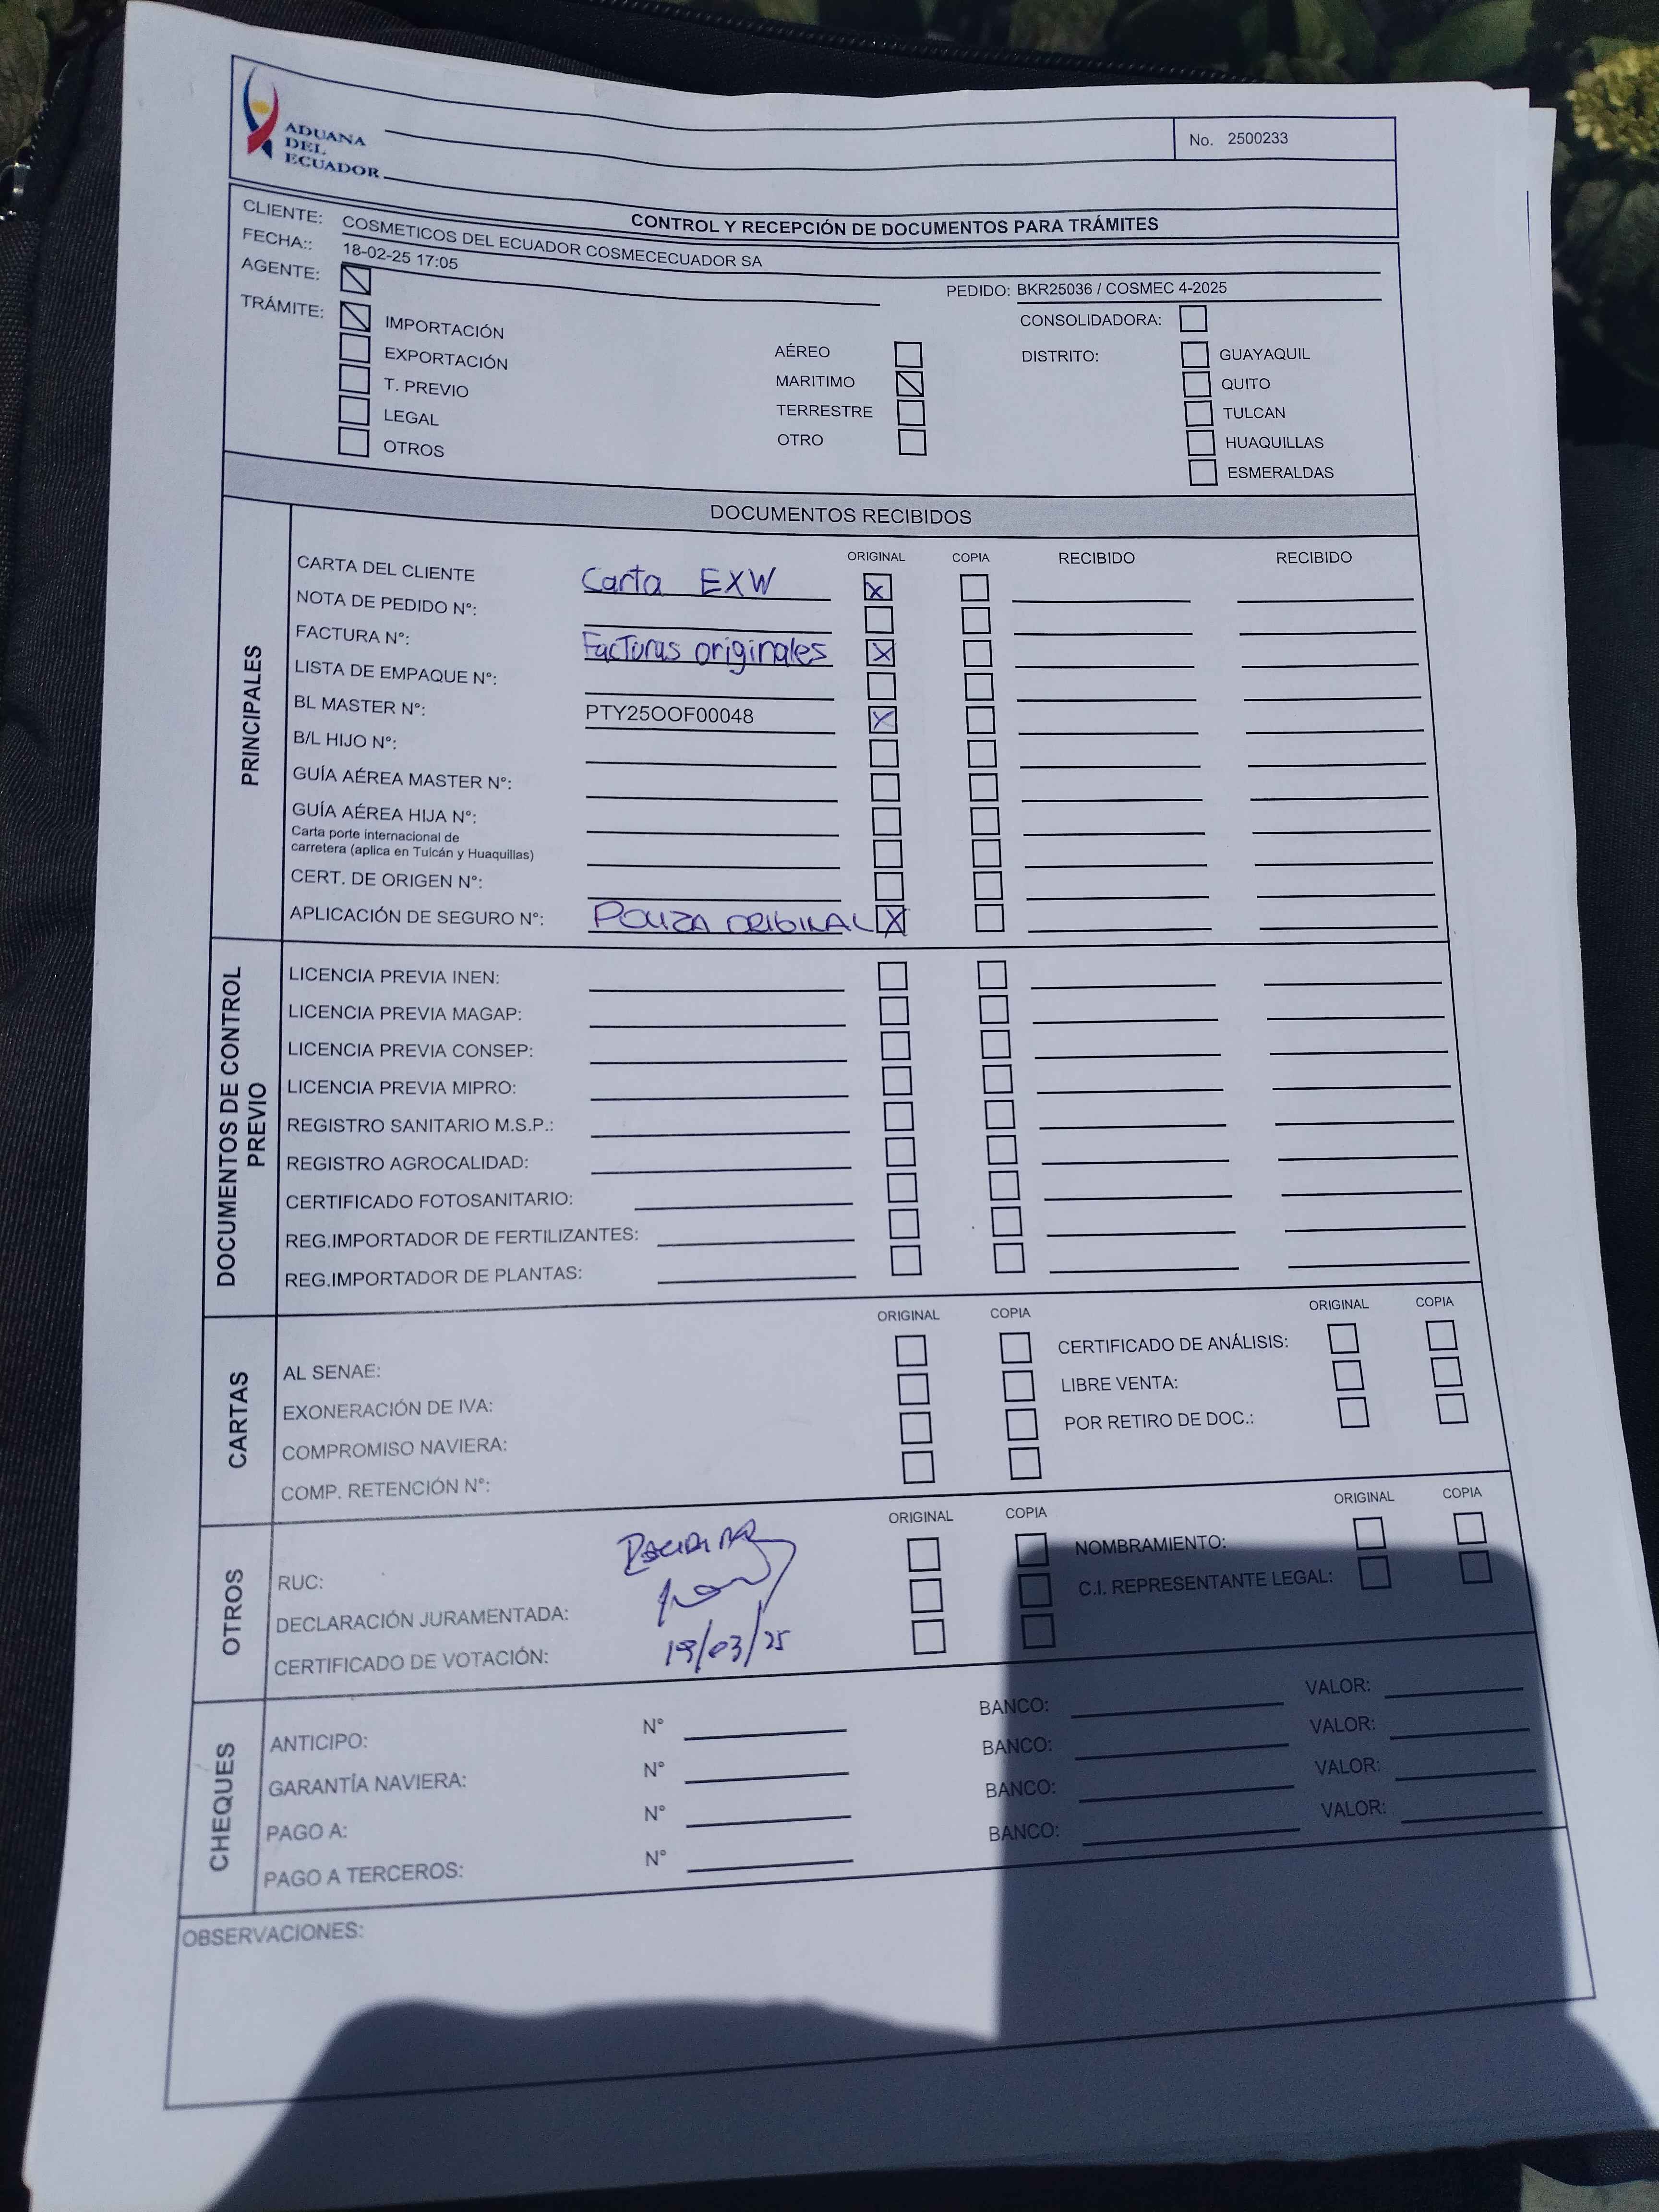 ADUANA
DEL
ECUADOR
No. 2500233
CONTROL Y RECEPCIÓN DE DOCUMENTOS PARA TRÁMITES
CLIENTE: COSMETICOS DEL ECUADOR COSMECECUADOR SA
FECHA:: 18-02-25 17:05
AGENTE:
PEDIDO: BKR25036 / COSMEC 4-2025
TRÁMITE: IMPORTACIÓN
EXPORTACIÓN
T. PREVIO
LEGAL
OTROS
AÉREO
MARITIMO
TERRESTRE
OTRO
CONSOLIDADORA:
DISTRITO: GUAYAQUIL
QUITO
TULCAN
HUAQUILLAS
ESMERALDAS
DOCUMENTOS RECIBIDOS
PRINCIPALES
ORIGINAL COPIA RECIBIDO RECIBIDO
CARTA DEL CLIENTE Carta EXW X
NOTA DE PEDIDO N°:
FACTURA N°: Facturas originales X
LISTA DE EMPAQUE N°:
BL MASTER N°: PTY25OOF00048 X
B/L HIJO N°:
GUÍA AÉREA MASTER N°:
GUÍA AÉREA HIJA N°:
Carta porte internacional de
carretera (aplica en Tulcán y Huaquillas)
CERT. DE ORIGEN N°:
APLICACIÓN DE SEGURO N°: POLIZA ORIGINAL X
DOCUMENTOS DE CONTROL
PREVIO
LICENCIA PREVIA INEN:
LICENCIA PREVIA MAGAP:
LICENCIA PREVIA CONSEP:
LICENCIA PREVIA MIPRO:
REGISTRO SANITARIO M.S.P.:
REGISTRO AGROCALIDAD:
CERTIFICADO FOTOSANITARIO:
REG.IMPORTADOR DE FERTILIZANTES:
REG.IMPORTADOR DE PLANTAS:
CARTAS
ORIGINAL COPIA ORIGINAL COPIA
AL SENAE: CERTIFICADO DE ANÁLISIS:
EXONERACIÓN DE IVA: LIBRE VENTA:
COMPROMISO NAVIERA: POR RETIRO DE DOC.:
COMP. RETENCIÓN N°:
OTROS
ORIGINAL COPIA ORIGINAL COPIA
RUC: NOMBRAMIENTO:
DECLARACIÓN JURAMENTADA: C.I. REPRESENTANTE LEGAL:
CERTIFICADO DE VOTACIÓN: 19/03/25
CHEQUES
ANTICIPO: N° BANCO: VALOR:
GARANTÍA NAVIERA: N° BANCO: VALOR:
PAGO A: N° BANCO: VALOR:
PAGO A TERCEROS: N° BANCO: VALOR:
OBSERVACIONES: